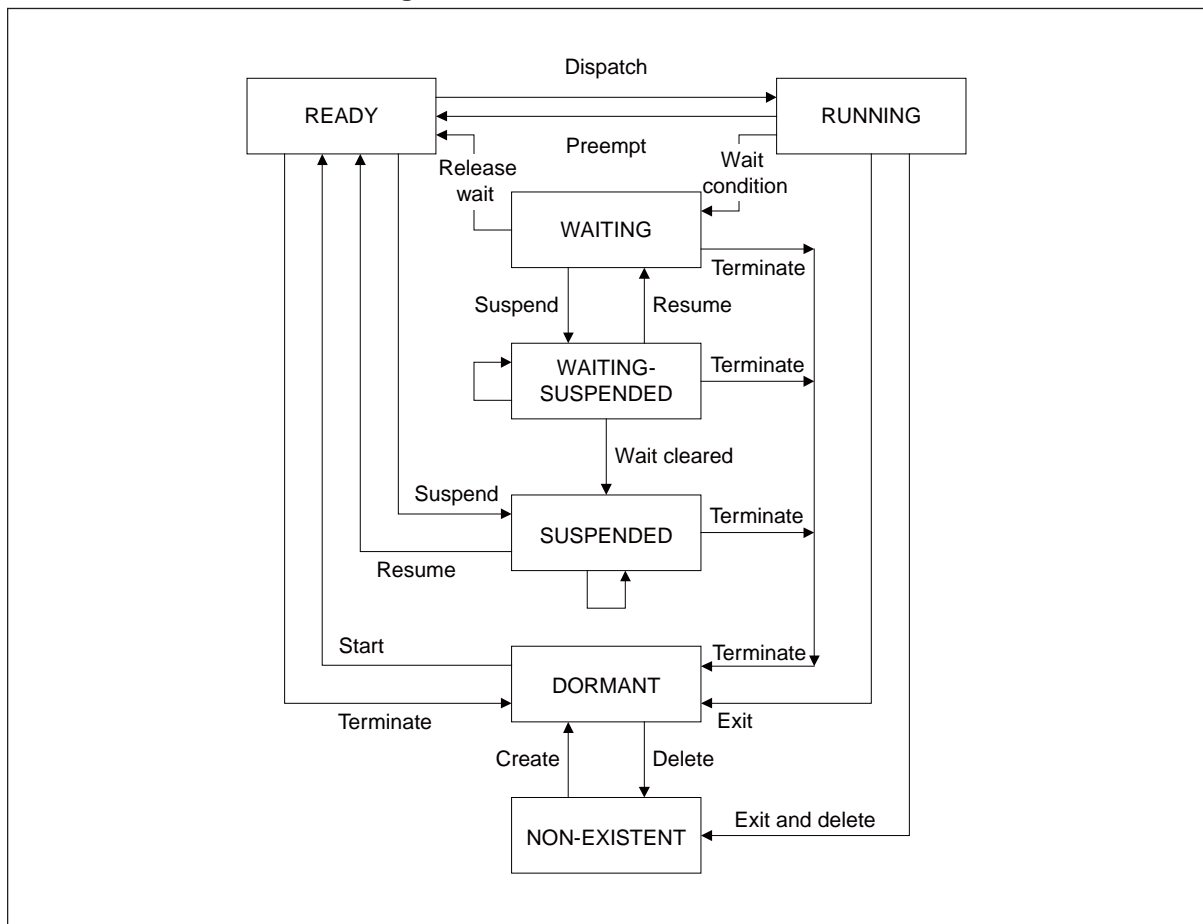 Dispatch
READY
RUNNING
Preempt
Release
wait
Wait
condition
WAITING
Terminate
Suspend
Resume
WAITING-
SUSPENDED
Terminate
Wait cleared
Suspend
SUSPENDED
Terminate
Resume
Start
Terminate
DORMANT
Terminate
Exit
Create
Delete
NON-EXISTENT
Exit and delete